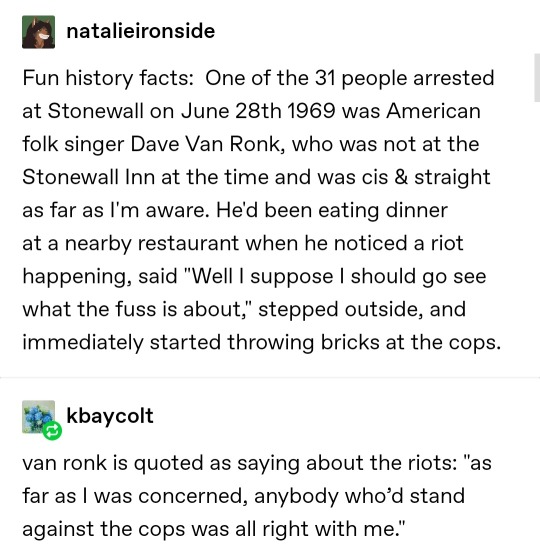 natalieironside
Fun history facts:  One of the 31 people arrested
at Stonewall on June 28th 1969 was American
folk singer Dave Van Ronk, who was not at the
Stonewall Inn at the time and was cis & straight
as far as I'm aware. He'd been eating dinner
at a nearby restaurant when he noticed a riot
happening, said "Well I suppose I should go see
what the fuss is about," stepped outside, and
immediately started throwing bricks at the cops.
kbaycolt
van ronk is quoted as saying about the riots: "as
far as I was concerned, anybody who’d stand
against the cops was all right with me."